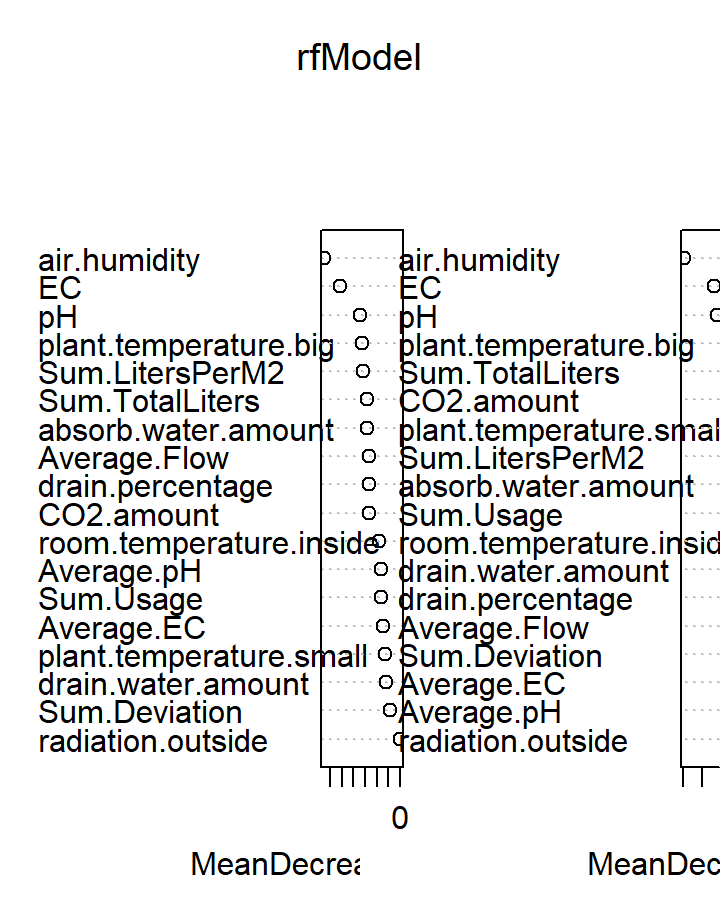 rfModel
air.humidity
EC
pH
plant.temperature.big
Sum.LitersPerM2
Sum.TotalLiters
absorb.water.amount
Average.Flow
drain.percentage
CO2.amount
room.temperature.inside
Average.pH
Sum.Usage
Average.EC
plant.temperature.small
drain.water.amount
Sum.Deviation
radiation.outside
0
MeanDecrea
air.humidity
EC
pH
plant.temperature.big
Sum.TotalLiters
CO2.amount
plant.temperature.smal
Sum.LitersPerM2
absorb.water.amount
Sum.Usage
room.temperature.insid
drain.water.amount
drain.percentage
Average.Flow
Sum.Deviation
Average.EC
Average.pH
radiation.outside
MeanDec